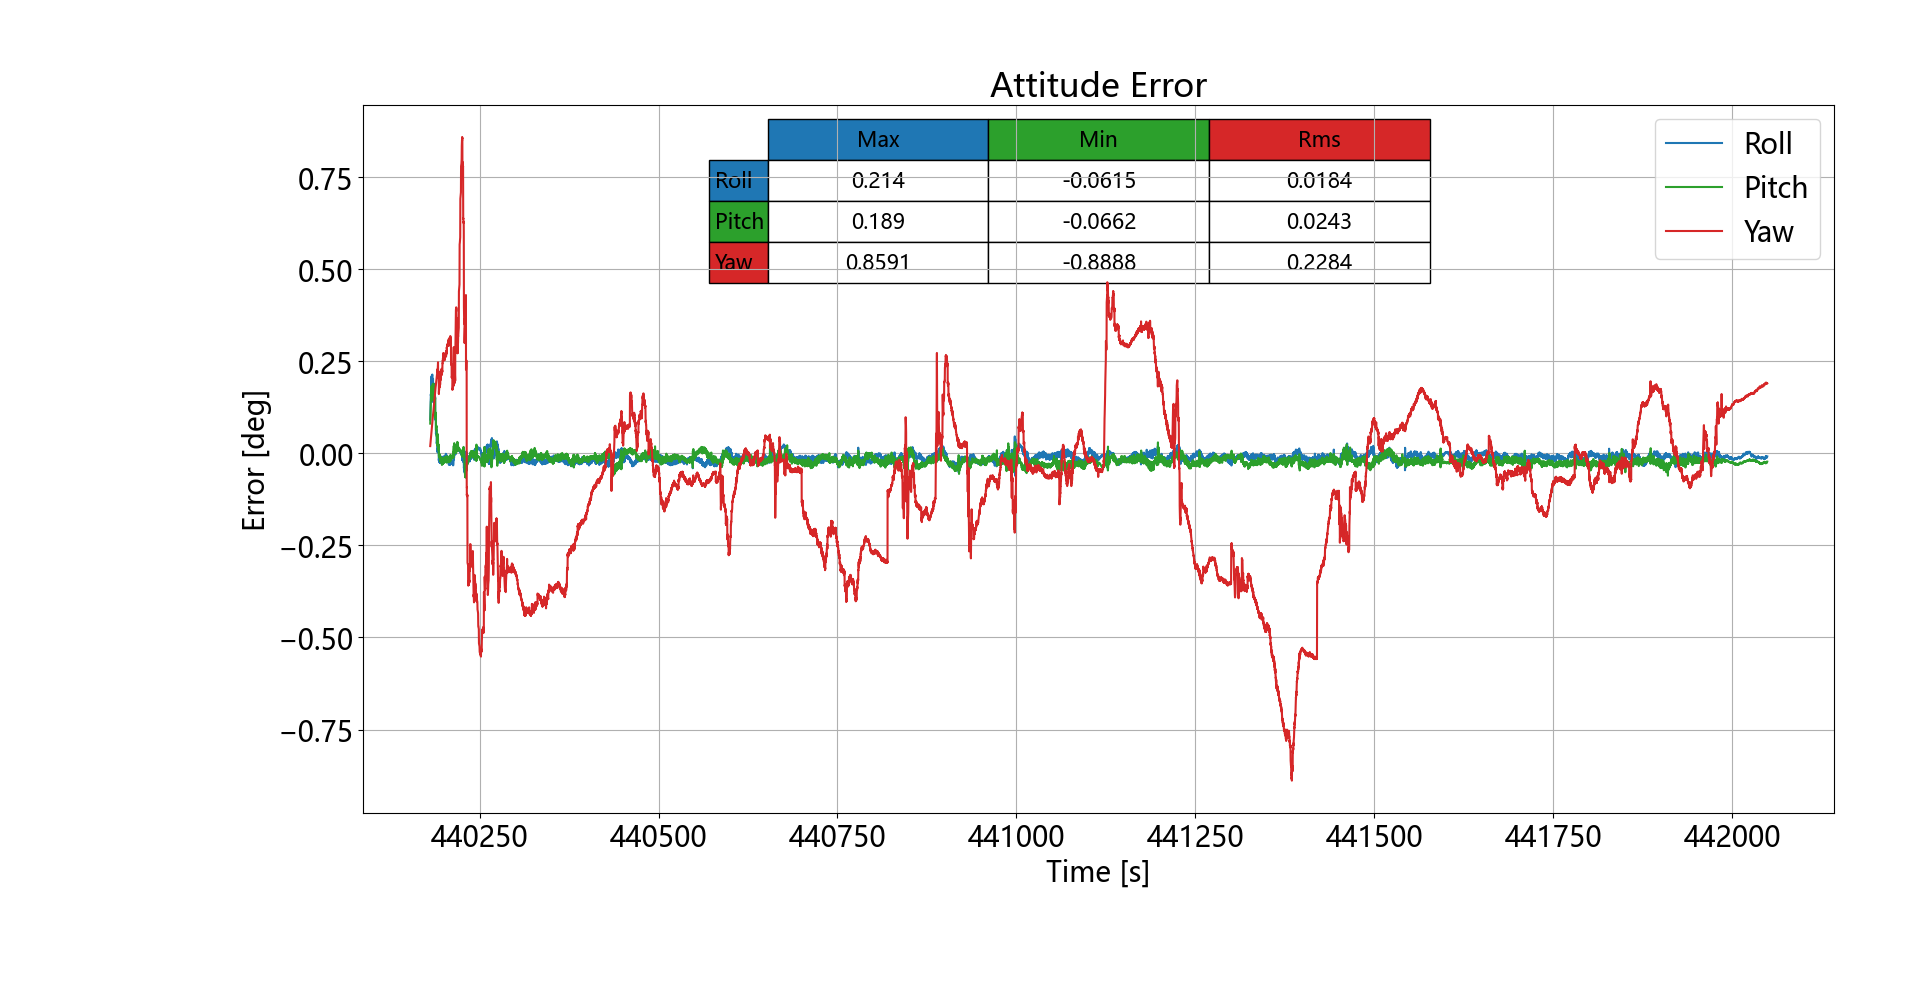 Attitude Error
Max Min Rms
Roll 0.214 -0.0615 0.0184
Pitch 0.189 -0.0662 0.0243
Yaw 0.8591 -0.8888 0.2284
Roll
Pitch
Yaw
0.75
0.50
0.25
0.00
−0.25
−0.50
−0.75
Error [deg]
440250 440500 440750 441000 441250 441500 441750 442000
Time [s]